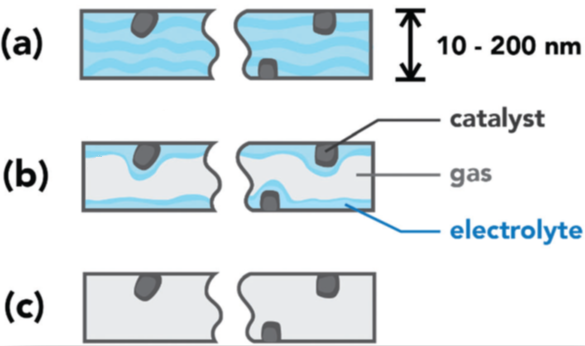 (a)
10 - 200 nm
catalyst
(b)
gas
electrolyte
(c)